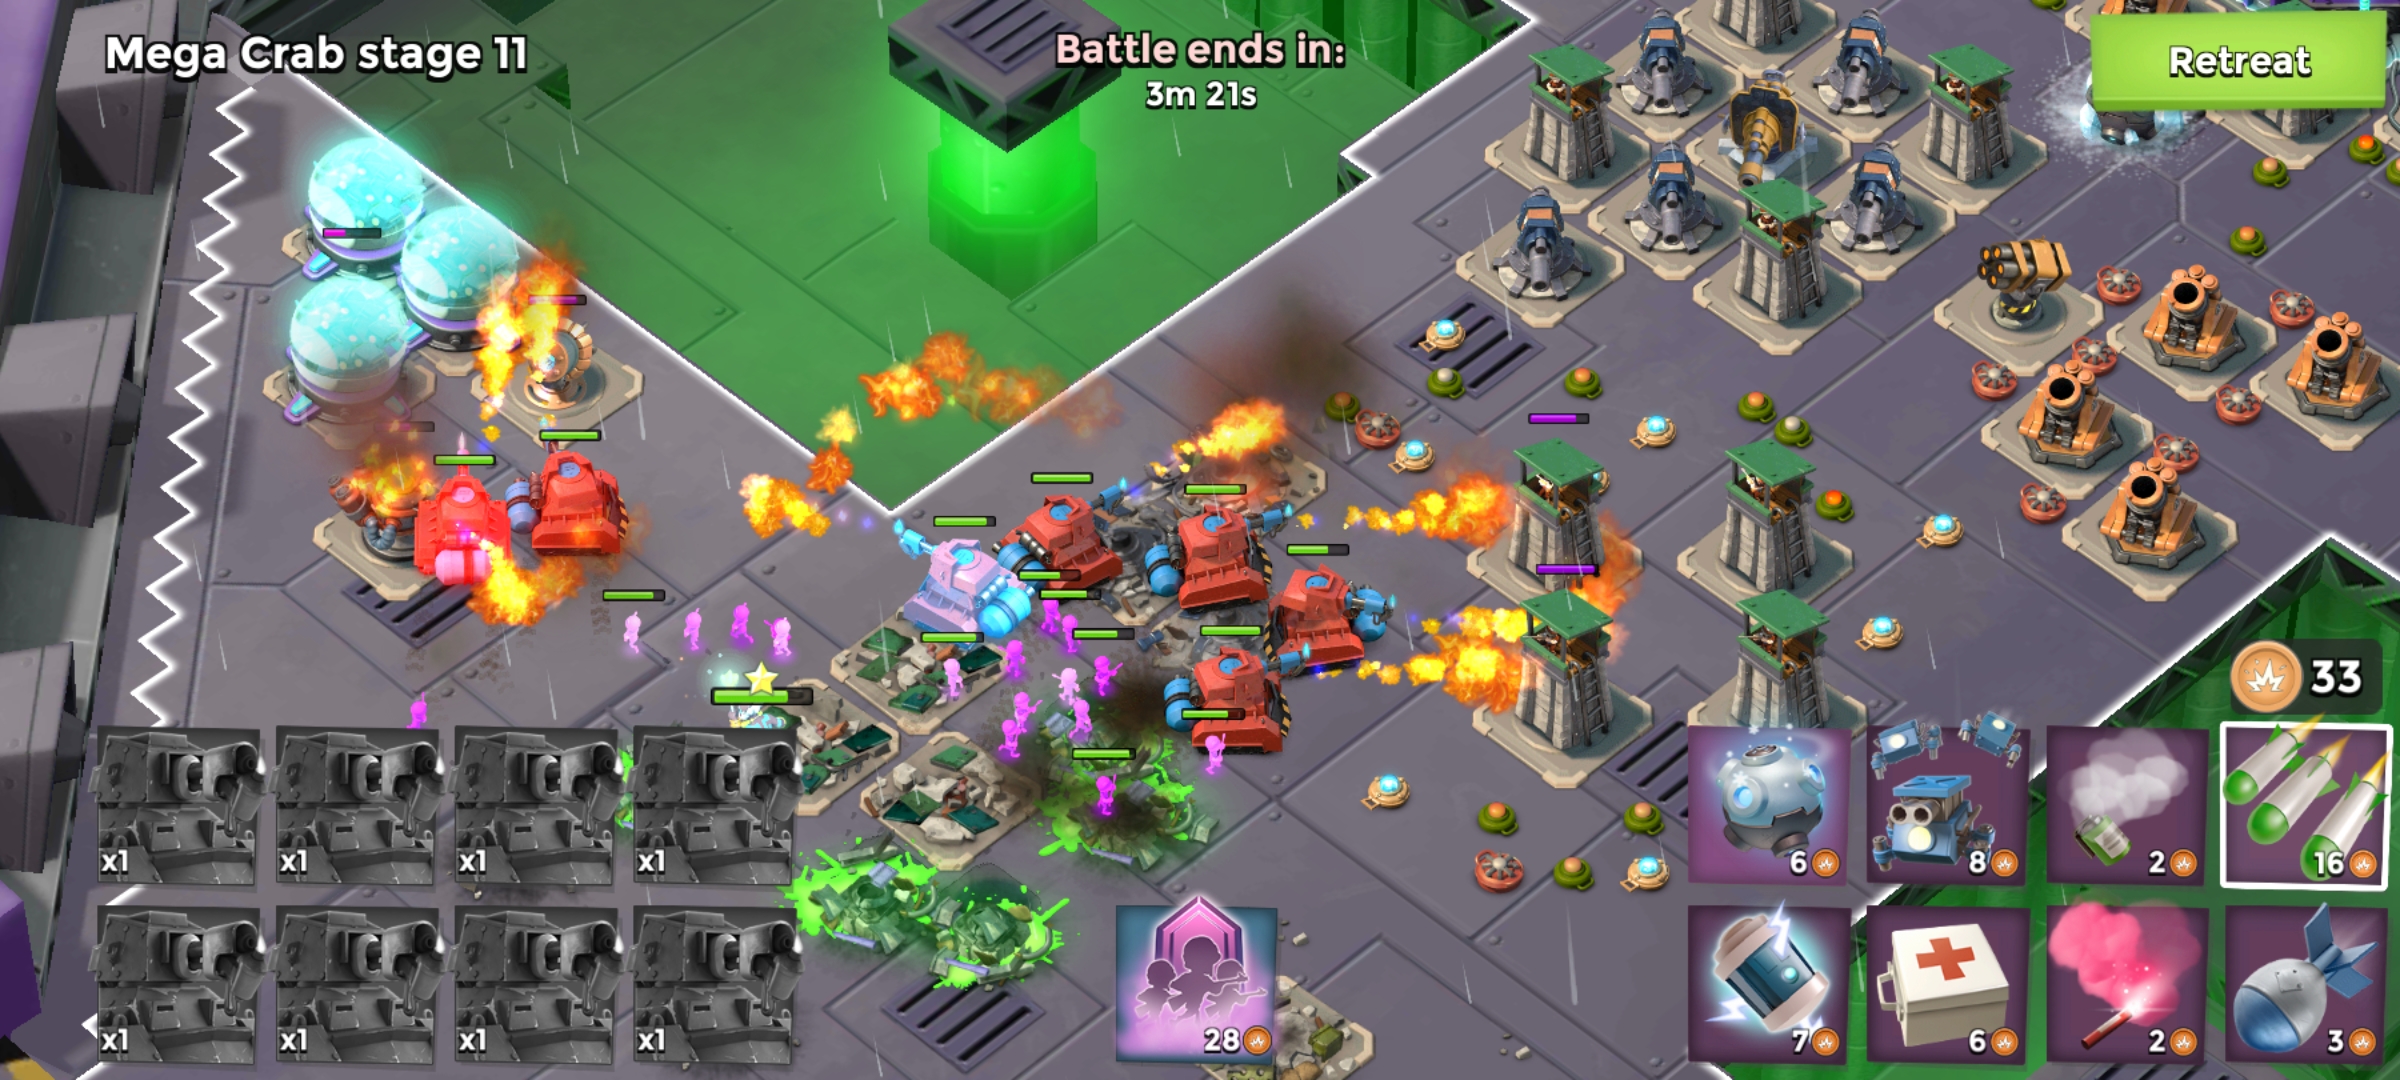 Mega Crab stage 11
Battle ends in:
3m 21s
Retreat
33
x1
x1
x1
x1
6
8
2
16
x1
x1
x1
x1
28
7
6
2
3